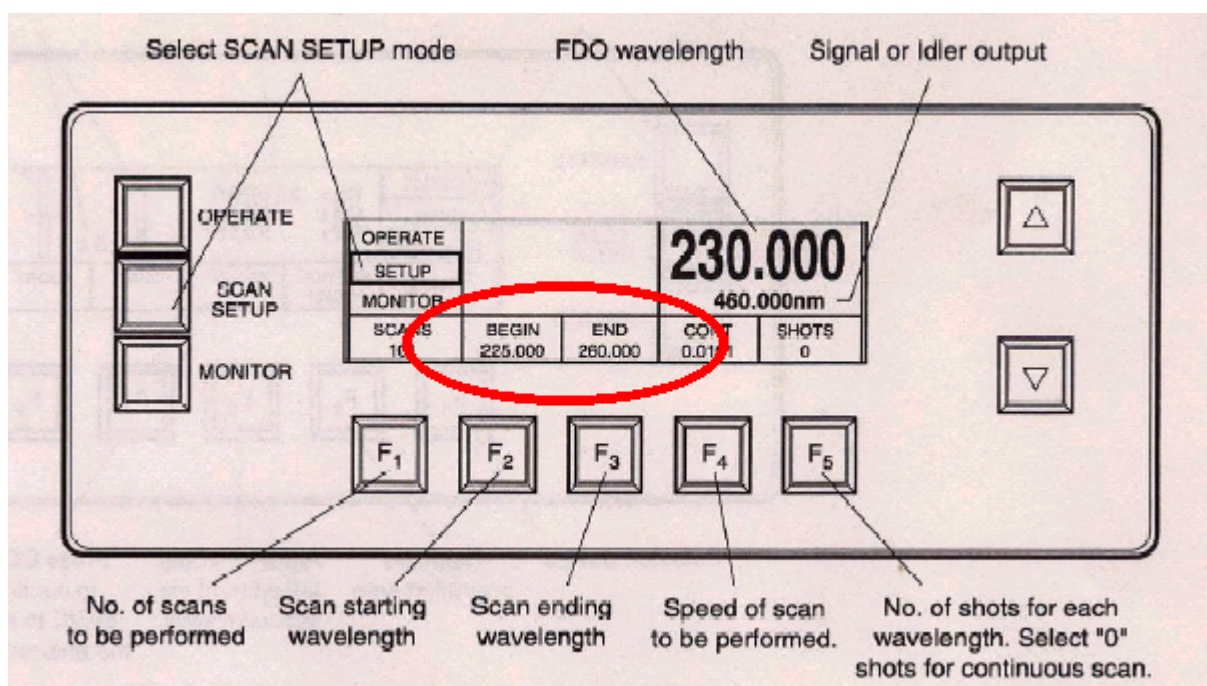 Select SCAN SETUP mode
FDO wavelength
Signal or Idler output
OPERATE
SCAN
SETUP
MONITOR
OPERATE
SETUP
MONITOR
230.000
460.000nm
SCANS
BEGIN
225.000
END
260.000
CONT
SHOTS
0
F1
F2
F3
F4
F5
No. of scans
to be performed
Scan starting
wavelength
Scan ending
wavelength
Speed of scan
to be performed.
No. of shots for each
wavelength. Select "0"
shots for continuous scan.